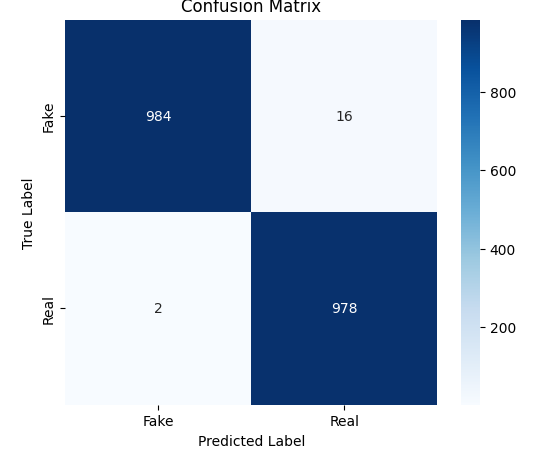 Confusion Matrix
True Label
Fake
984
16
Real
2
978
Fake
Real
Predicted Label
800
600
400
200